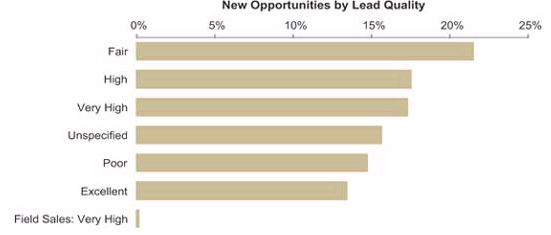 New Opportunities by Lead Quality
0% 5% 10% 15% 20% 25%
Fair
High
Very High
Unspecified
Poor
Excellent
Field Sales: Very High